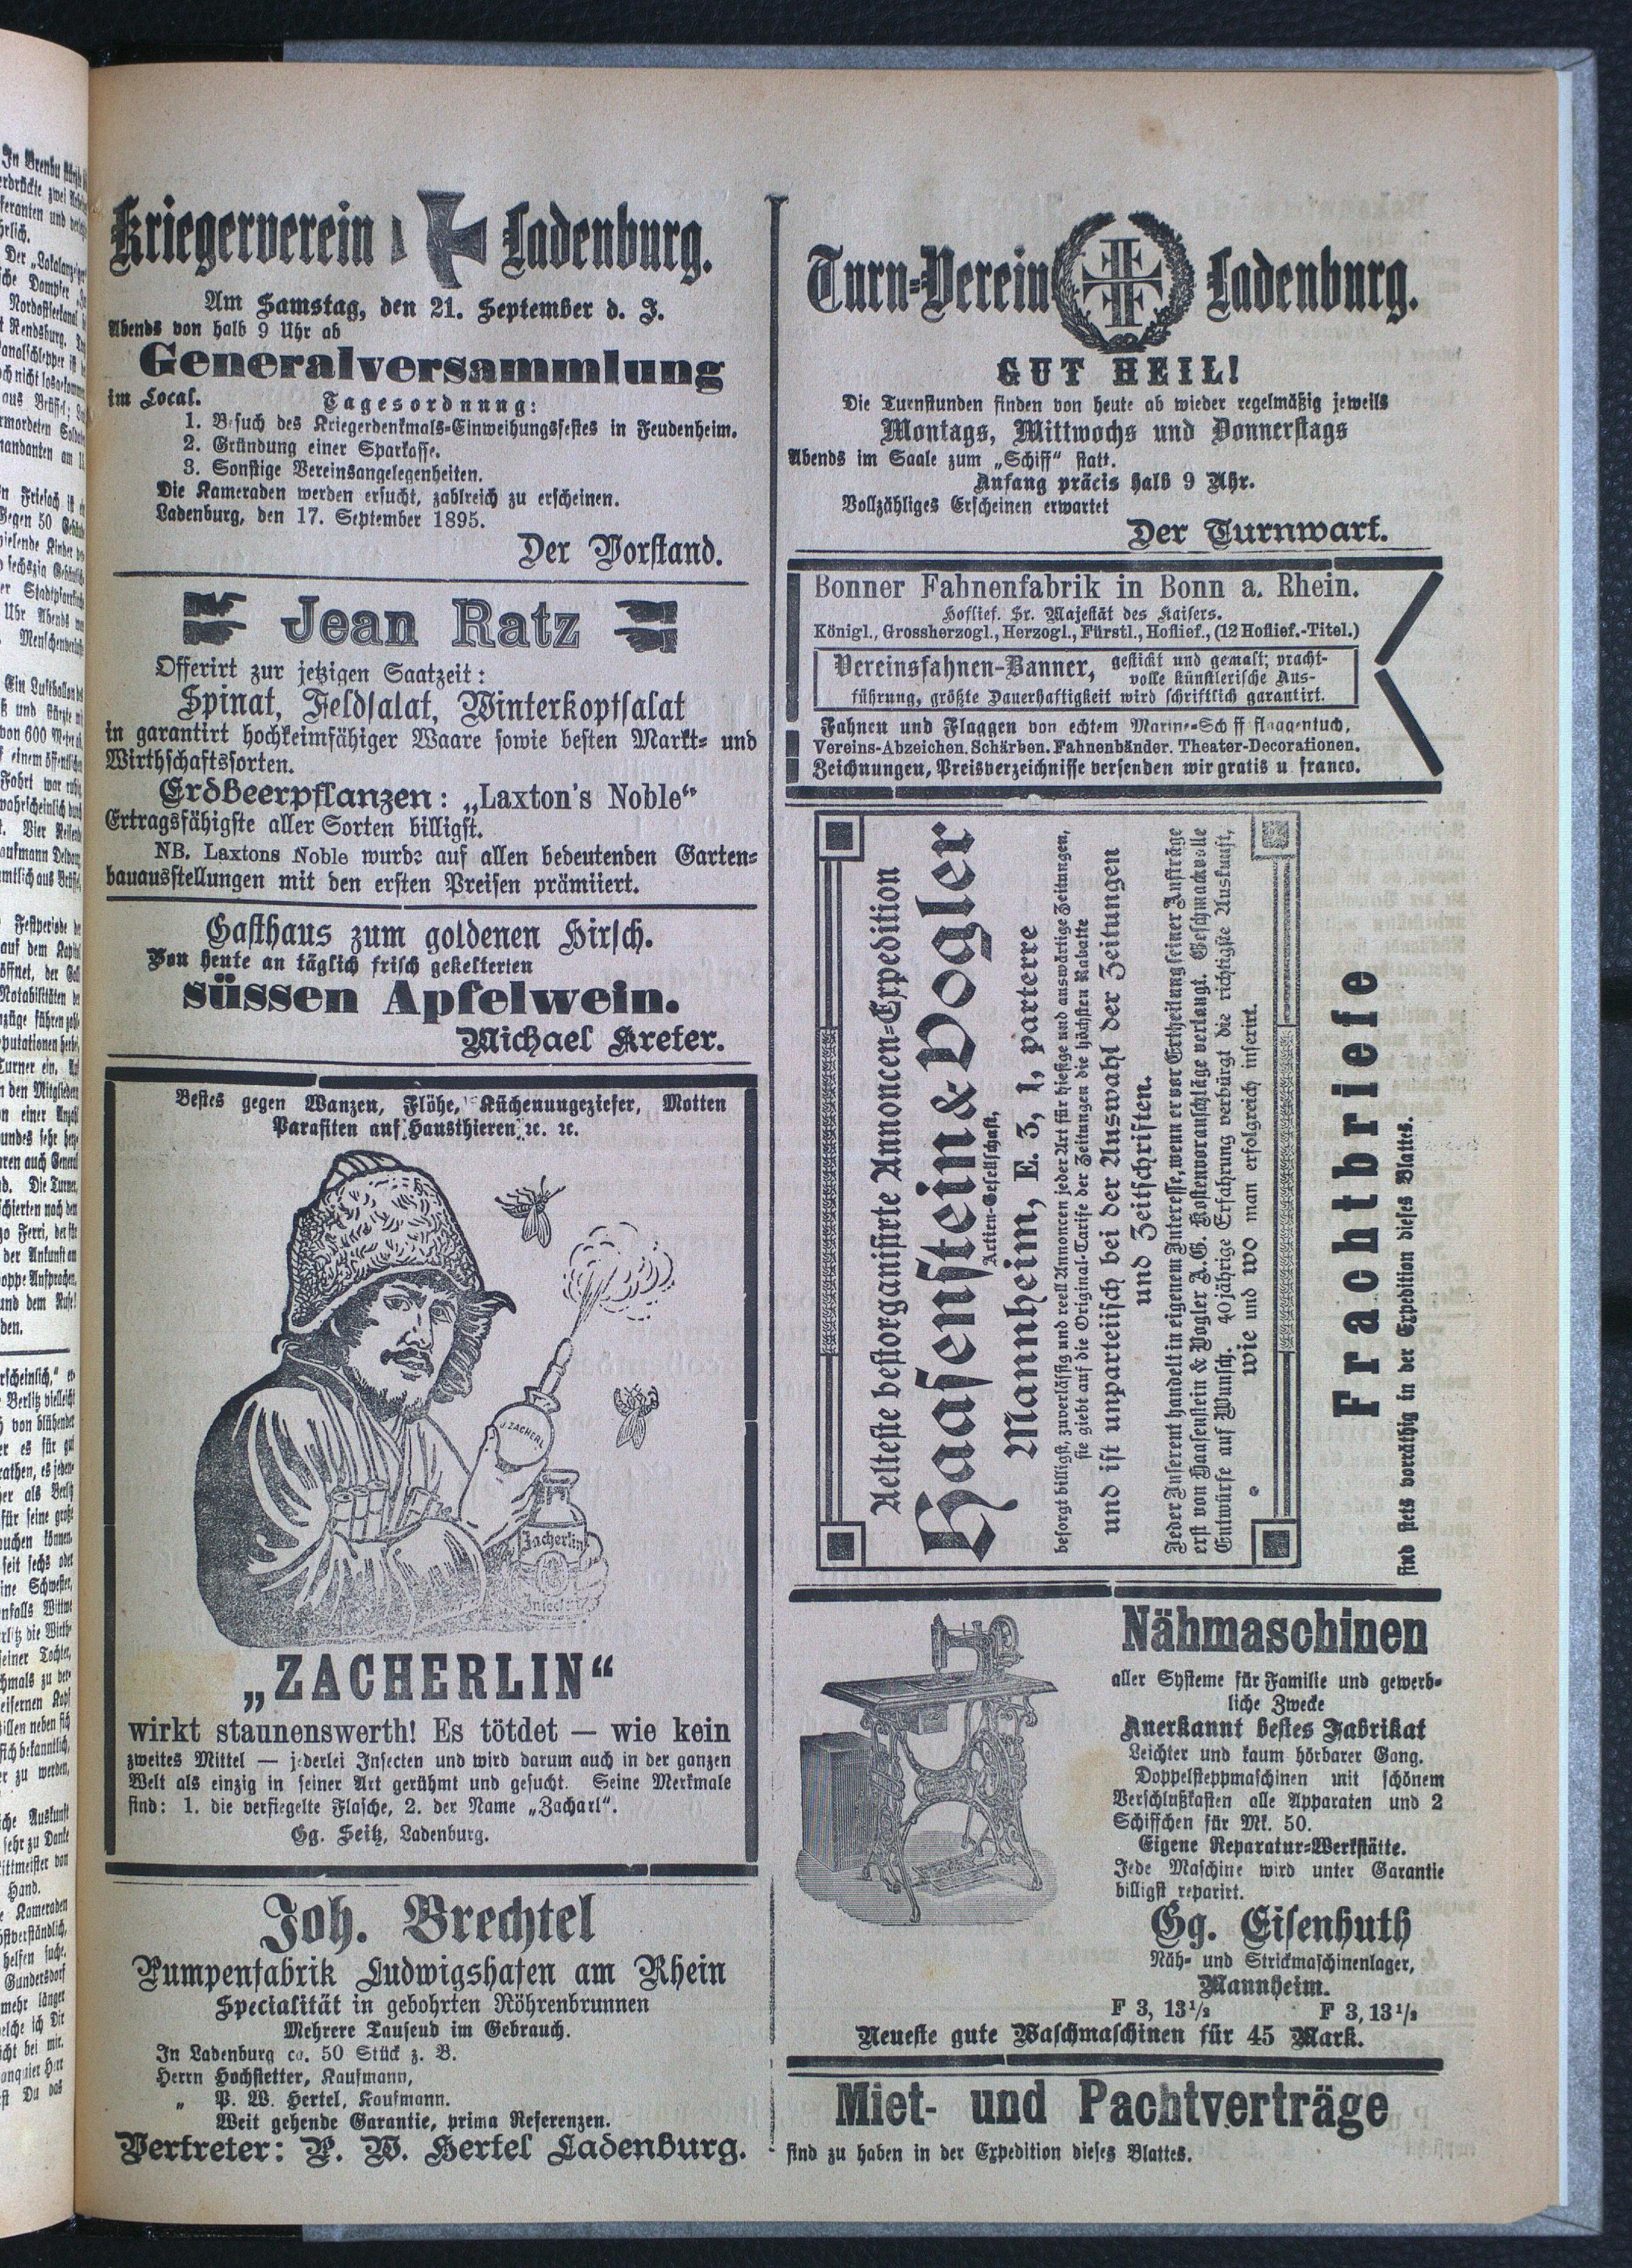 Kriegerverein Ladenburg.
Am Samstag, den 21. September d. J.
Abends von halb 9 Uhr ab
Generalversammlung
im Local.
Tagesordnung:
1. Besuch des Kriegerdenkmals-Einweihungsfestes in Feudenheim.
2. Gründung einer Sparkasse.
3. Sonstige Vereinsangelegenheiten.
Die Kameraden werden ersucht, zahlreich zu erscheinen.
Ladenburg, den 17. September 1895.
Der Vorstand.
Jean Ratz
Offerirt zur jetzigen Saatzeit:
Spinat, Feldsalat, Winterkopfsalat
in garantirt hochkeimfähiger Waare sowie besten Markt- und
Wirthschaftssorten.
Erdbeerpflanzen: „Laxton's Noble“
Ertragsfähigste aller Sorten billigst.
NB. Laxtons Noble wurde auf allen bedeutenden Garten-
bauausstellungen mit den ersten Preisen prämiiert.
Gasthaus zum goldenen Hirsch.
Von heute an täglich frisch gekelterten
süssen Apfelwein.
Michael Kreter.
Bestes gegen Wanzen, Flöhe, Küchenungeziefer, Motten
Parasiten auf Hausthieren ꝛc. ꝛc.
J. ZACHERL
Zacherlin
„ZACHERLIN“
wirkt staunenswerth! Es tötdet — wie kein
zweites Mittel — jederlei Insecten und wird darum auch in der ganzen
Welt als einzig in seiner Art gerühmt und gesucht. Seine Merkmale
sind: 1. die versiegelte Flasche, 2. der Name „Zacharl“.
Gg. Seitz, Ladenburg.
Joh. Brechtel
Pumpenfabrik Ludwigshafen am Rhein
Specialität in gebohrten Röhrenbrunnen
Mehrere Tausend im Gebrauch.
In Ladenburg ca. 50 Stück z. B.
Herrn Hochstetter, Kaufmann,
„ P. W. Hertel, Kaufmann.
Weit gehende Garantie, prima Referenzen.
Vertreter: P. W. Hertel Ladenburg.
Turn-Verein Ladenburg.
GUT HEIL!
Die Turnstunden finden von heute ab wieder regelmäßig jeweils
Montags, Mittwochs und Donnerstags
Abends im Saale zum „Schiff“ statt.
Anfang präcis halb 9 Uhr.
Vollzähliges Erscheinen erwartet
Der Turnwart.
Bonner Fahnenfabrik in Bonn a. Rhein.
Hoflief. Sr. Majestät des Kaisers.
Königl., Grossherzogl., Herzogl., Fürstl., Hoflief., (12 Hoflief.-Titel.)
Vereinsfahnen-Banner, gestickt und gemalt; pracht-
volle künstlerische Aus-
führung, größte Dauerhaftigkeit wird schriftlich garantirt.
Fahnen und Flaggen von echtem Marine-Schiffflaggentuch,
Vereins-Abzeichen. Schärben. Fahnenbänder. Theater-Decorationen.
Zeichnungen, Preisverzeichnisse versenden wir gratis u. franco.
Aelteste bestorganisirte Annoncen-Expedition
Haasenstein & Vogler
Actien-Gesellschaft,
Mannheim, E. 3, 1, parterre
besorgt billigst, zuverlässig und reell Annoncen jeder Art für hiesige und auswärtige Zeitungen,
sie giebt auf die Original-Tarife der Zeitungen die höchsten Rabatte
und ist unparteiisch bei der Auswahl der Zeitungen
und Zeitschriften.
Jeder Inserent handelt in eigenem Interesse, wenn er vor Ertheilung seiner Aufträge
erst von Haasenstein & Vogler A. G. Kostenvoranschläge verlangt. Geschmackvolle
Entwürfe auf Wunsch. 40jährige Erfahrung verbürgt die richtigste Auskunft,
wie und wo man erfolgreich inserirt.
Frachtbriefe
sind stets vorräthig in der Expedition dieses Blattes.
Nähmaschinen
aller Systeme für Familie und gewerb-
liche Zwecke
Anerkannt bestes Fabrikat
Leichter und kaum hörbarer Gang.
Doppelsteppmaschinen mit schönem
Verschlußkasten alle Apparaten und 2
Schiffchen für Mk. 50.
Eigene Reparatur-Werkstätte.
Jede Maschine wird unter Garantie
billigst reparirt.
Gg. Eisenhuth
Näh- und Strickmaschinenlager,
Mannheim.
F 3, 13½ F 3, 13½
Neueste gute Waschmaschinen für 45 Mark.
Miet- und Pachtverträge
sind zu haben in der Expedition dieses Blattes.